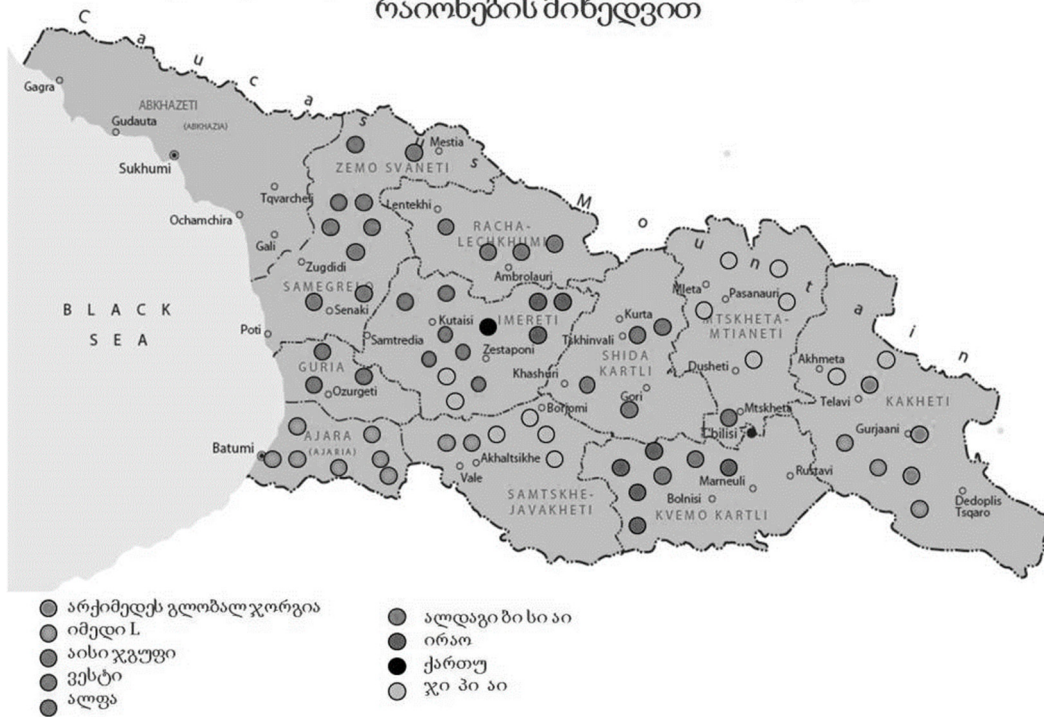 რაიონების მიხედვით
C a u c a s u s M o u n t a i n
Gagra
ABKHAZETI
(ABKHAZIA)
Gudauta
Sukhumi
Mestia
ZEMO SVANETI
Tqvarcheli
Lentekhi
Ochamchira
RACHA-
LECHKHUMI
Gali
Zugdidi
Ambrolauri
Mleta
Pasanauri
SAMEGRELO
BLACK
SEA
Senaki
Kutaisi
IMERETI
Kurta
MTSKHETA-
MTIANETI
Poti
Samtredia
Tskhinvali
Zestaponi
SHIDA
KARTLI
Akhmeta
GURIA
Khashuri
Dusheti
Ozurgeti
Gori
Telavi
KAKHETI
Borjomi
Mtskheta
Tbilisi
AJARA
(AJARIA)
Gurjaani
Batumi
Akhaltsikhe
Vale
Rustavi
Marneuli
SAMTSKHE-
JAVAKHETI
Bolnisi
KVEMO KARTLI
Dedoplis
Tsqaro
არქიმედეს გლობალ ჯორგია
იმედი L
აისი ჯგუფი
ვესტი
ალფა
ალდაგი ბი სი აი
ირაო
ქართუ
ჯი პი აი